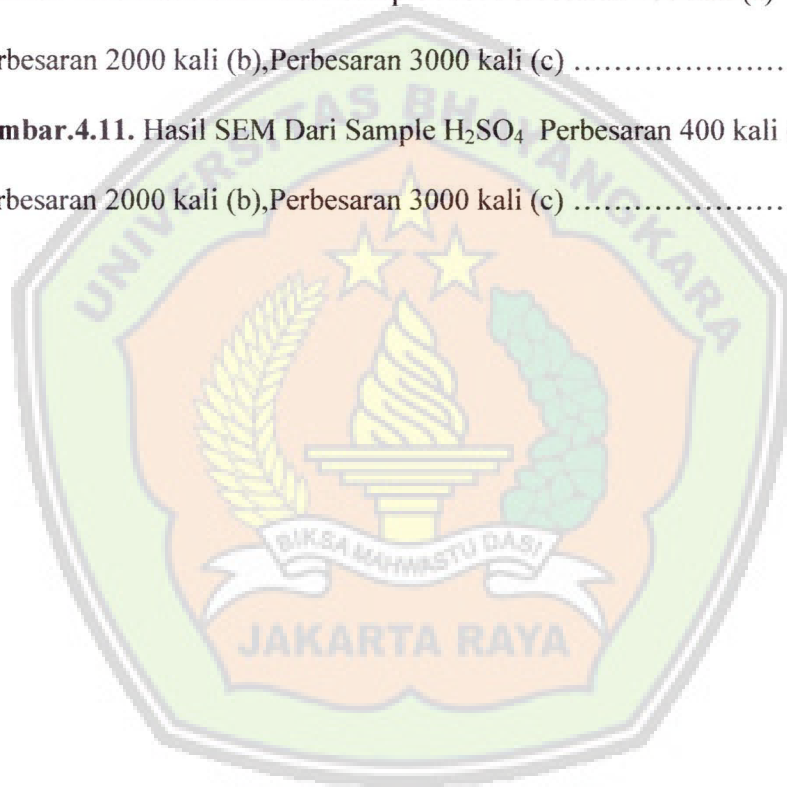 rbesaran 2000 kali (b),Perbesaran 3000 kali (c) ……………………
mbar.4.11. Hasil SEM Dari Sample H₂SO₄ Perbesaran 400 kali
rbesaran 2000 kali (b),Perbesaran 3000 kali (c) ……………………
UNIVERSITAS BHAYANGKARA
BIKSA MAHWASTU DASI
JAKARTA RAYA